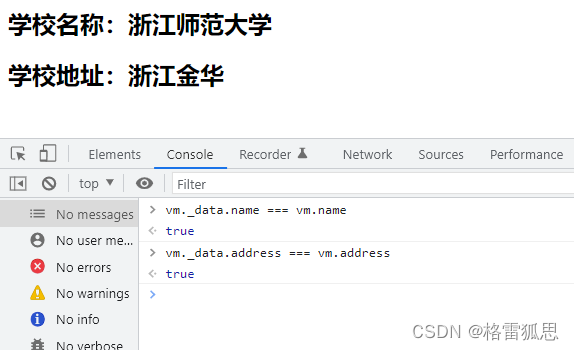 学校名称：浙江师范大学
学校地址：浙江金华
Elements Console Recorder Network Sources Performance
top Filter
No messages
No user me...
No errors
No warnings
No info
No verbose
> vm._data.name === vm.name
true
> vm._data.address === vm.address
true
>
CSDN @格雷狐思